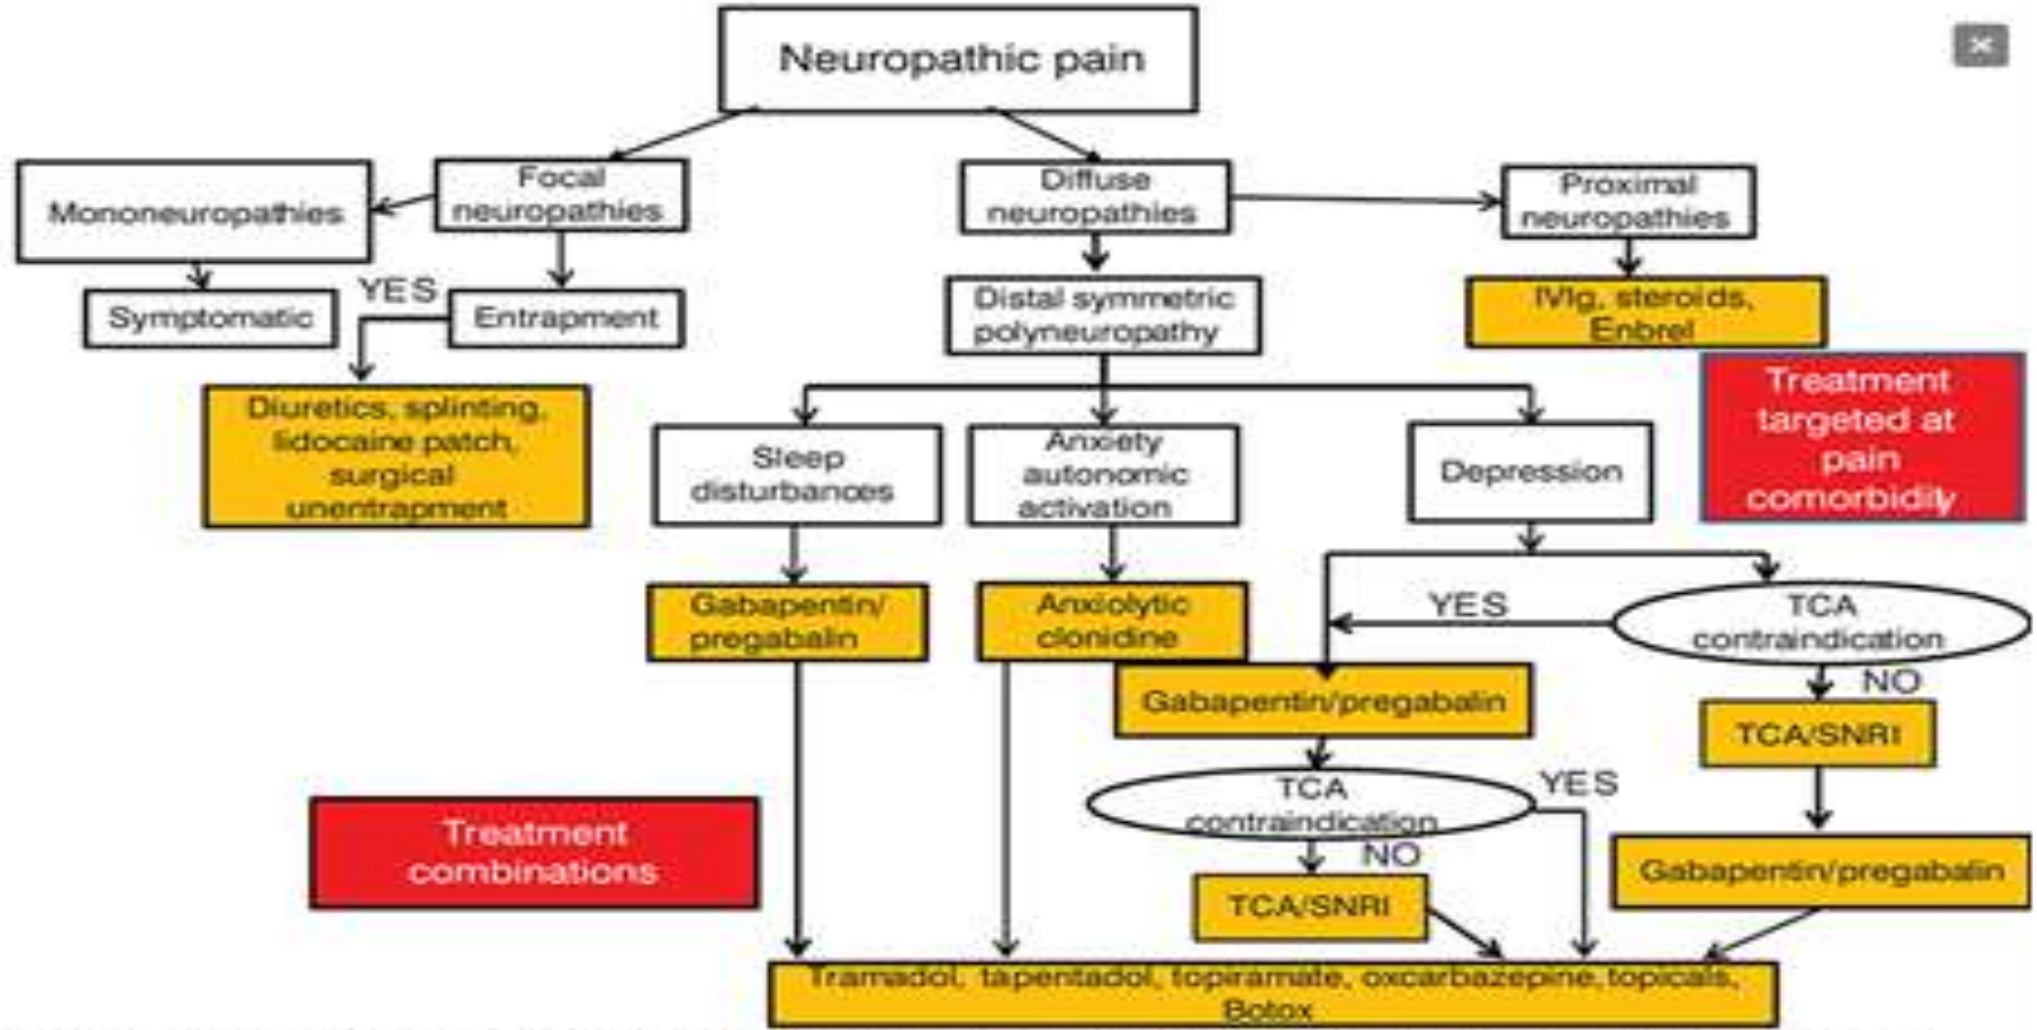 Neuropathic pain
Mononeuropathies
Focal
neuropathies
Diffuse
neuropathies
Proximal
neuropathies
Symptomatic
YES
Entrapment
Distal symmetric
polyneuropathy
IVIg, steroids,
Enbrel
Diuretics, splinting,
lidocaine patch,
surgical
unentrapment
Treatment
targeted at
pain
comorbidily
Sleep
disturbances
Anxiety
autonomic
activation
Depression
Gabapentin/
pregabalin
Anxiolytic
clonidine
YES
TCA
contraindication
NO
Gabapentin/pregabalin
TCA/SNRI
TCA
contraindication
YES
NO
Treatment
combinations
TCA/SNRI
Gabapentin/pregabalin
Tramadol, tapentadol, topiramate, oxcarbazepine, topicals,
Botox